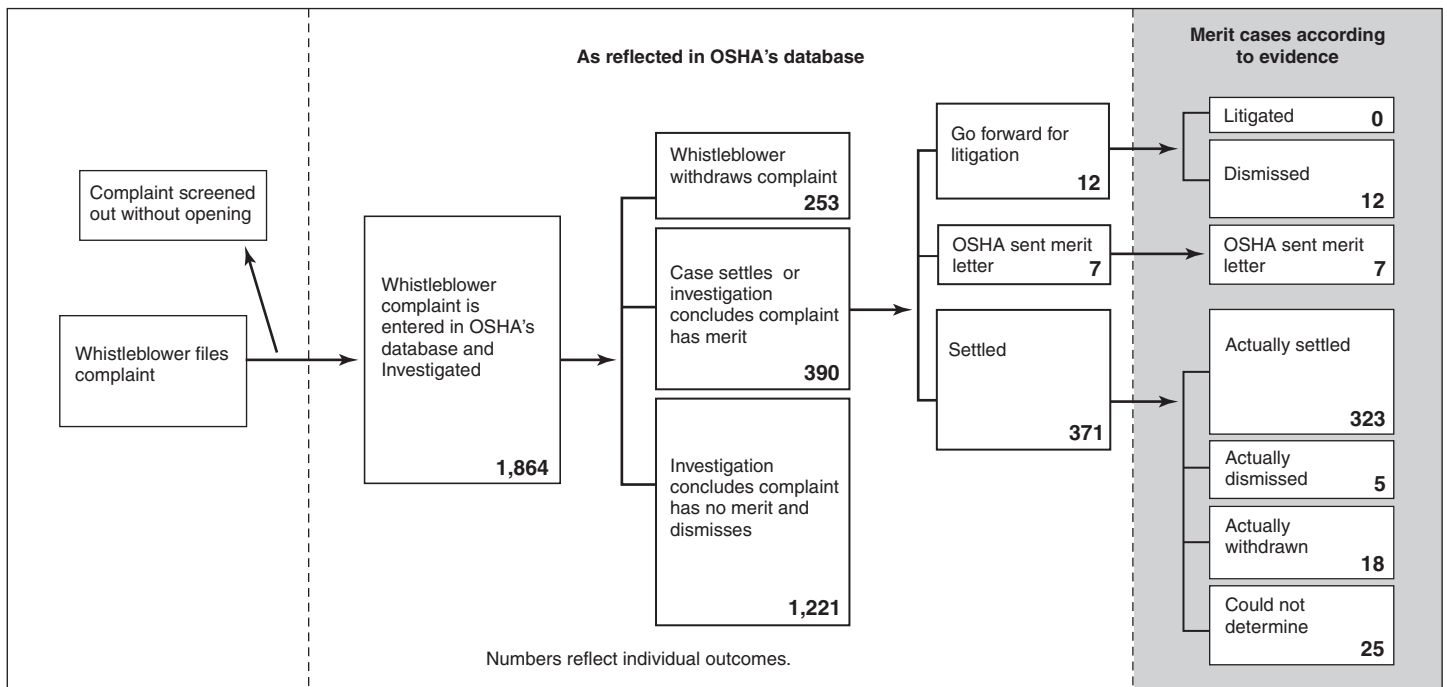 As reflected in OSHA's database
Merit cases according
to evidence
Complaint screened
out without opening
Whistleblower files
complaint
Whistleblower
complaint is
entered in OSHA's
database and
Investigated
1,864
Whistleblower
withdraws complaint
253
Case settles or
investigation
concludes complaint
has merit
390
Investigation
concludes complaint
has no merit and
dismisses
1,221
Go forward for
litigation
12
OSHA sent merit
letter
7
Settled
371
Litigated
0
Dismissed
12
OSHA sent merit
letter
7
Actually settled
323
Actually
dismissed
5
Actually
withdrawn
18
Could not
determine
25
Numbers reflect individual outcomes.